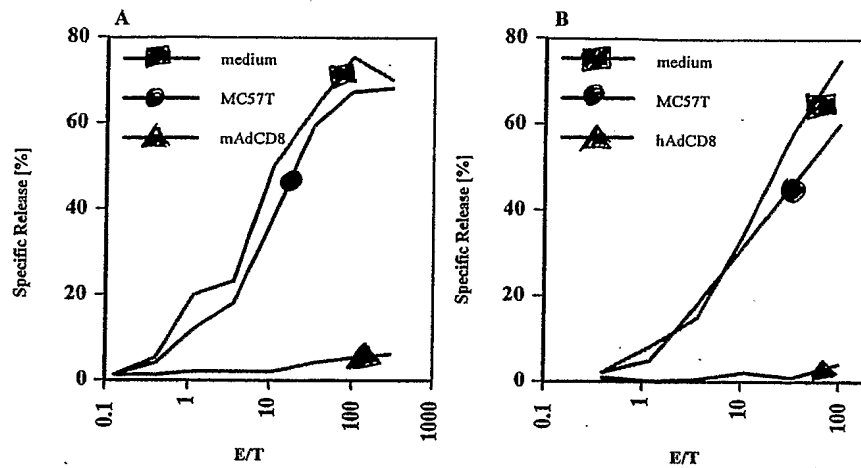 A
Specific Release [%]
80
60
40
20
0
medium
MC57T
mAdCD8
0.1
1
10
100
1000
E/T
B
Specific Release [%]
80
60
40
20
0
medium
MC57T
hAdCD8
0.1
1
10
100
E/T